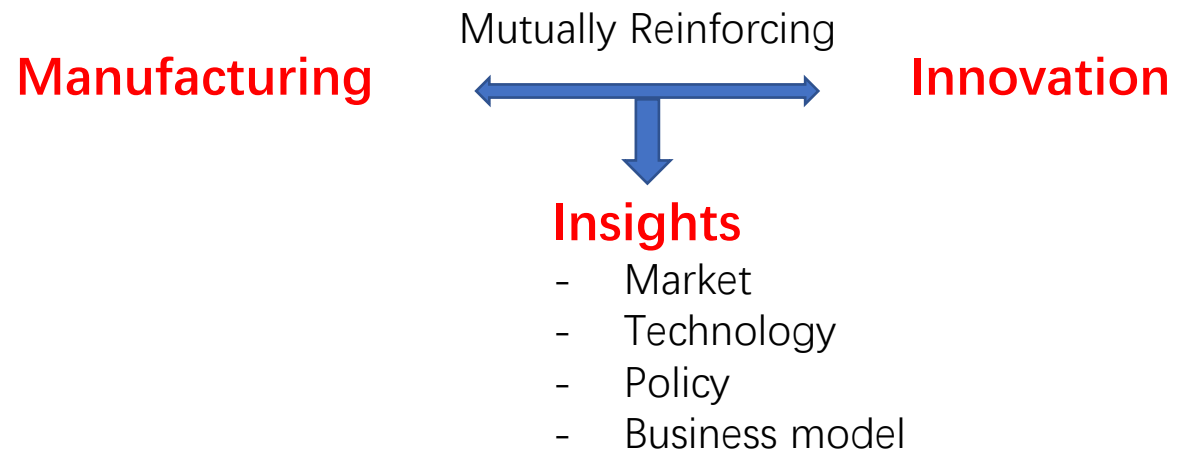 Mutually Reinforcing
Manufacturing
Innovation
Insights
- Market
- Technology
- Policy
- Business model